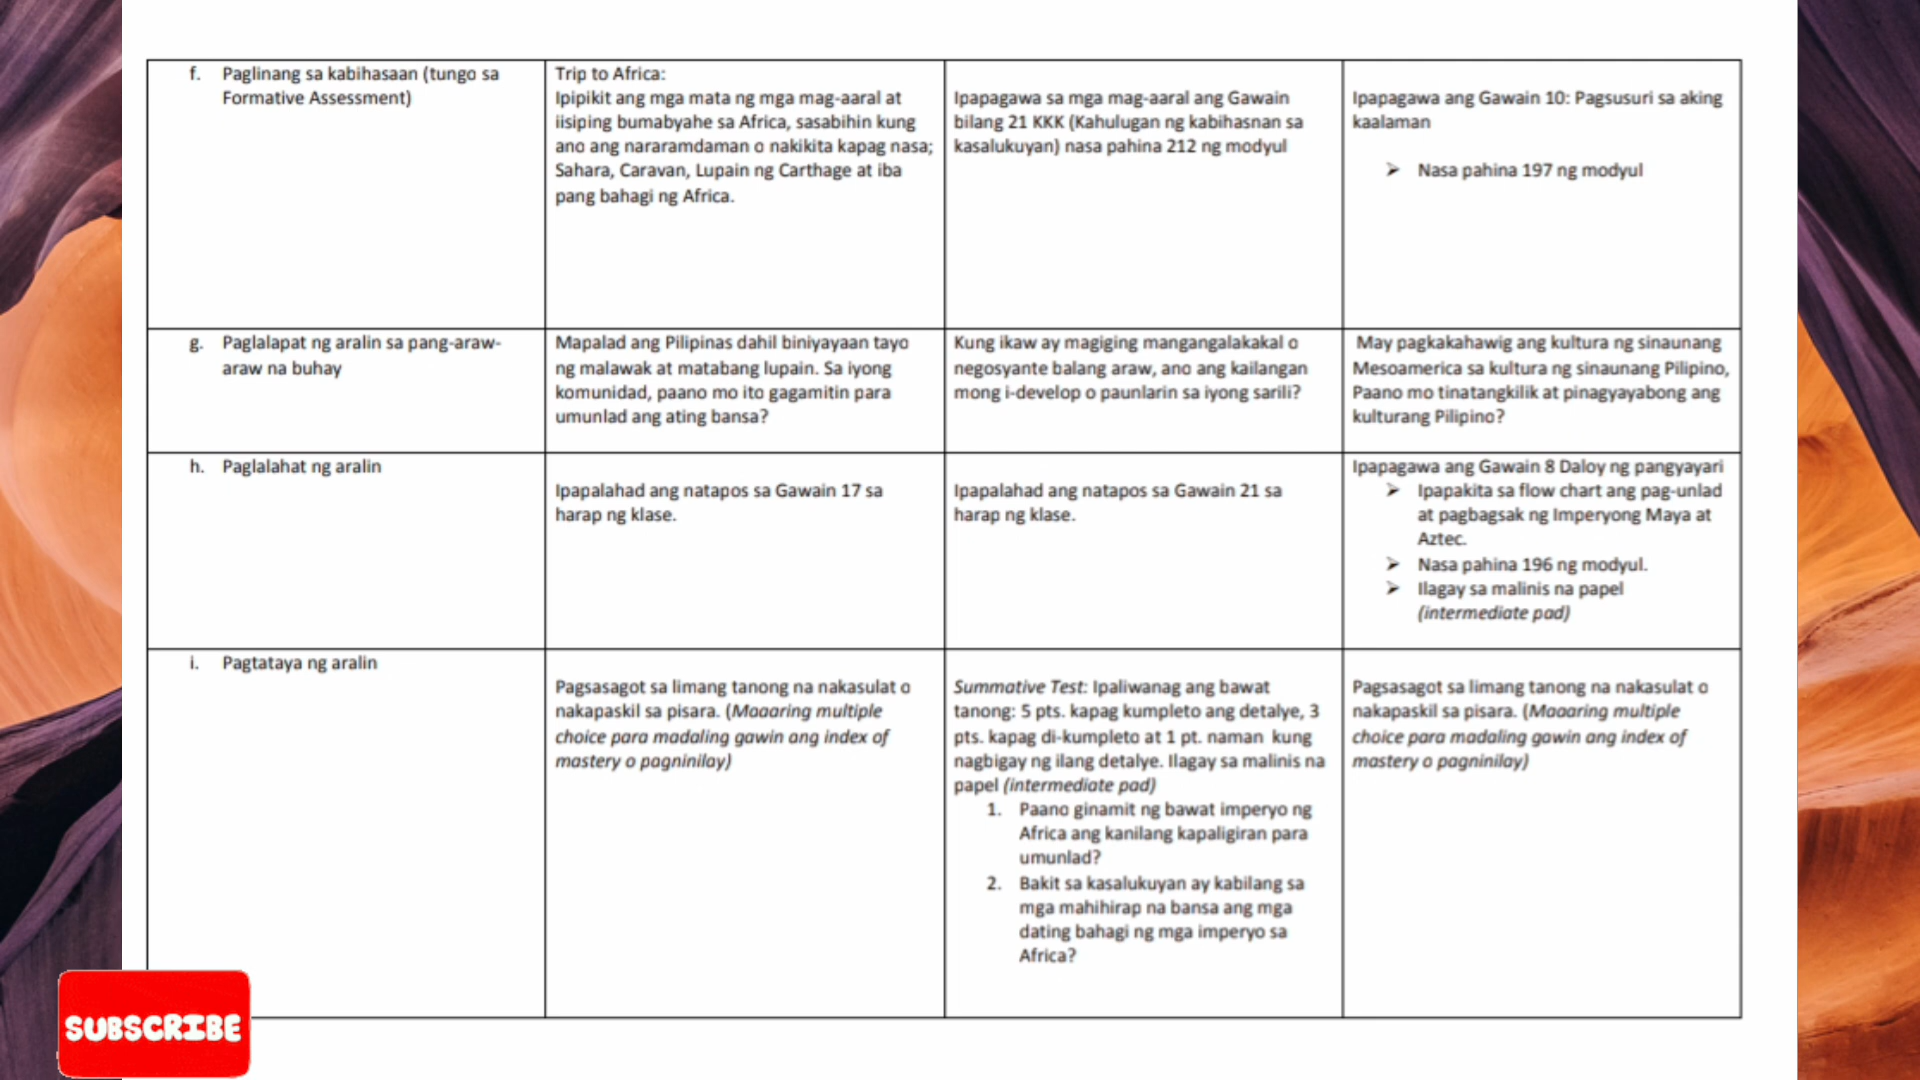 f. Paglinang sa kabihasaan (tungo sa
Formative Assessment)
Trip to Africa:
Ipipikit ang mga mata ng mga mag-aaral at
iisiping bumabyahe sa Africa, sasabihin kung
ano ang nararamdaman o nakikita kapag nasa;
Sahara, Caravan, Lupain ng Carthage at iba
pang bahagi ng Africa.
Ipapagawa sa mga mag-aaral ang Gawain
bilang 21 KKK (Kahulugan ng kabihasnan sa
kasalukuyan) nasa pahina 212 ng modyul
Ipapagawa ang Gawain 10: Pagsusuri sa aking
kaalaman
➢ Nasa pahina 197 ng modyul
g. Paglalapat ng aralin sa pang-araw-
araw na buhay
Mapalad ang Pilipinas dahil biniyayaan tayo
ng malawak at matabang lupain. Sa iyong
komunidad, paano mo ito gagamitin para
umunlad ang ating bansa?
Kung ikaw ay magiging mangangalakakal o
negosyante balang araw, ano ang kailangan
mong i-develop o paunlarin sa iyong sarili?
May pagkakahawig ang kultura ng sinaunang
Mesoamerica sa kultura ng sinaunang Pilipino,
Paano mo tinatangkilik at pinagyayabong ang
kulturang Pilipino?
h. Paglalahat ng aralin
Ipapalahad ang natapos sa Gawain 17 sa
harap ng klase.
Ipapalahad ang natapos sa Gawain 21 sa
harap ng klase.
Ipapagawa ang Gawain 8 Daloy ng pangyayari
➢ Ipapakita sa flow chart ang pag-unlad
at pagbagsak ng Imperyong Maya at
Aztec.
➢ Nasa pahina 196 ng modyul.
➢ Ilagay sa malinis na papel
(intermediate pad)
i. Pagtataya ng aralin
Pagsasagot sa limang tanong na nakasulat o
nakapaskil sa pisara. (Maaaring multiple
choice para madaling gawin ang index of
mastery o pagninilay)
Summative Test: Ipaliwanag ang bawat
tanong: 5 pts. kapag kumpleto ang detalye, 3
pts. kapag di-kumpleto at 1 pt. naman kung
nagbigay ng ilang detalye. Ilagay sa malinis na
papel (intermediate pad)
1. Paano ginamit ng bawat imperyo ng
Africa ang kanilang kapaligiran para
umunlad?
2. Bakit sa kasalukuyan ay kabilang sa
mga mahihirap na bansa ang mga
dating bahagi ng mga imperyo sa
Africa?
Pagsasagot sa limang tanong na nakasulat o
nakapaskil sa pisara. (Maaaring multiple
choice para madaling gawin ang index of
mastery o pagninilay)
SUBSCRIBE